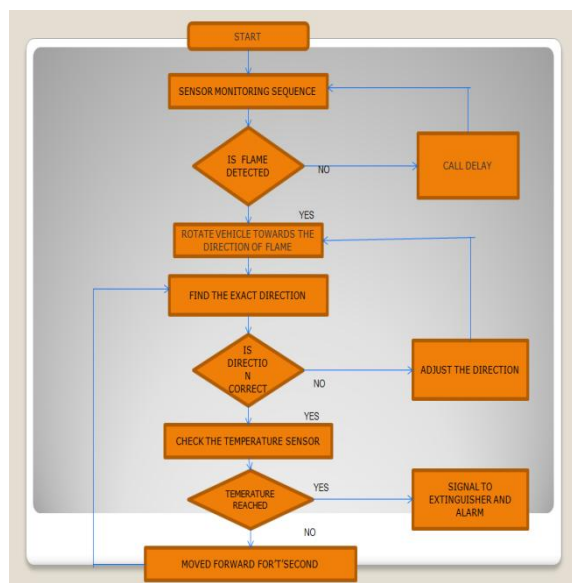 START
SENSOR MONITORING SEQUENCE
IS FLAME
DETECTED
NO
CALL DELAY
YES
ROTATE VEHICLE TOWARDS THE
DIRECTION OF FLAME
FIND THE EXACT DIRECTION
IS
DIRECTIO
N
CORRECT
NO
ADJUST THE DIRECTION
YES
CHECK THE TEMPERATURE SENSOR
TEMERATURE
REACHED
YES
SIGNAL TO
EXTINGUISHER AND
ALARM
NO
MOVED FORWARD FOR'T'SECOND